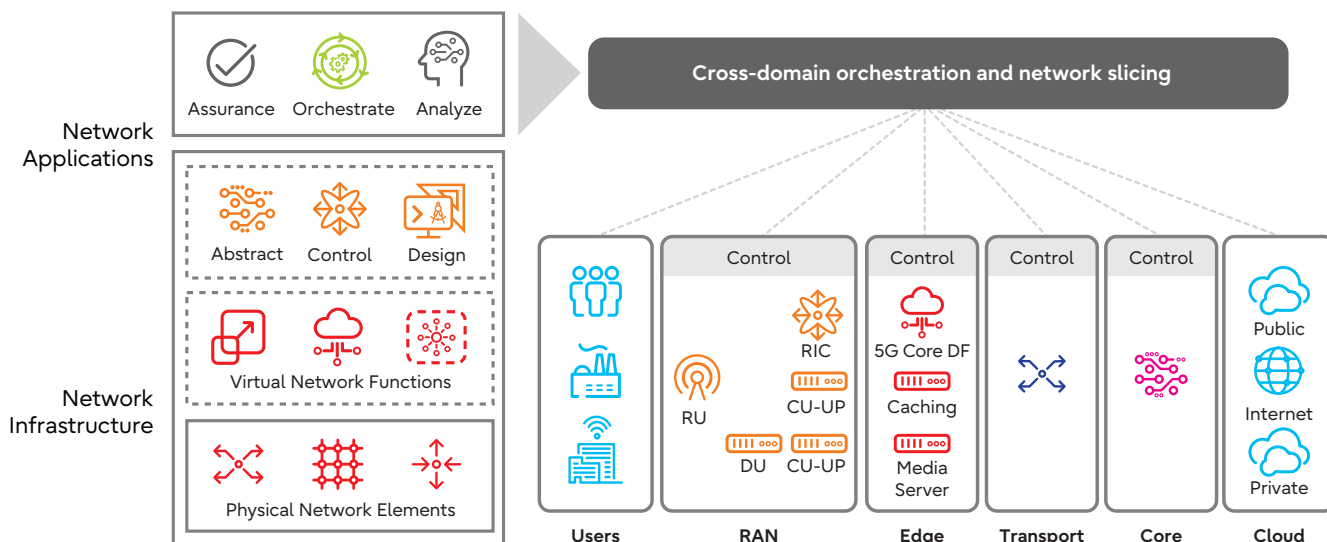 Network
Applications
Assurance
Orchestrate
Analyze
Abstract
Control
Design
Network
Infrastructure
Virtual Network Functions
Physical Network Elements
Cross-domain orchestration and network slicing
Users
Control
RIC
RU
CU-UP
DU
CU-UP
RAN
Control
5G Core DF
Caching
Media
Server
Edge
Control
Transport
Control
Core
Public
Internet
Private
Cloud